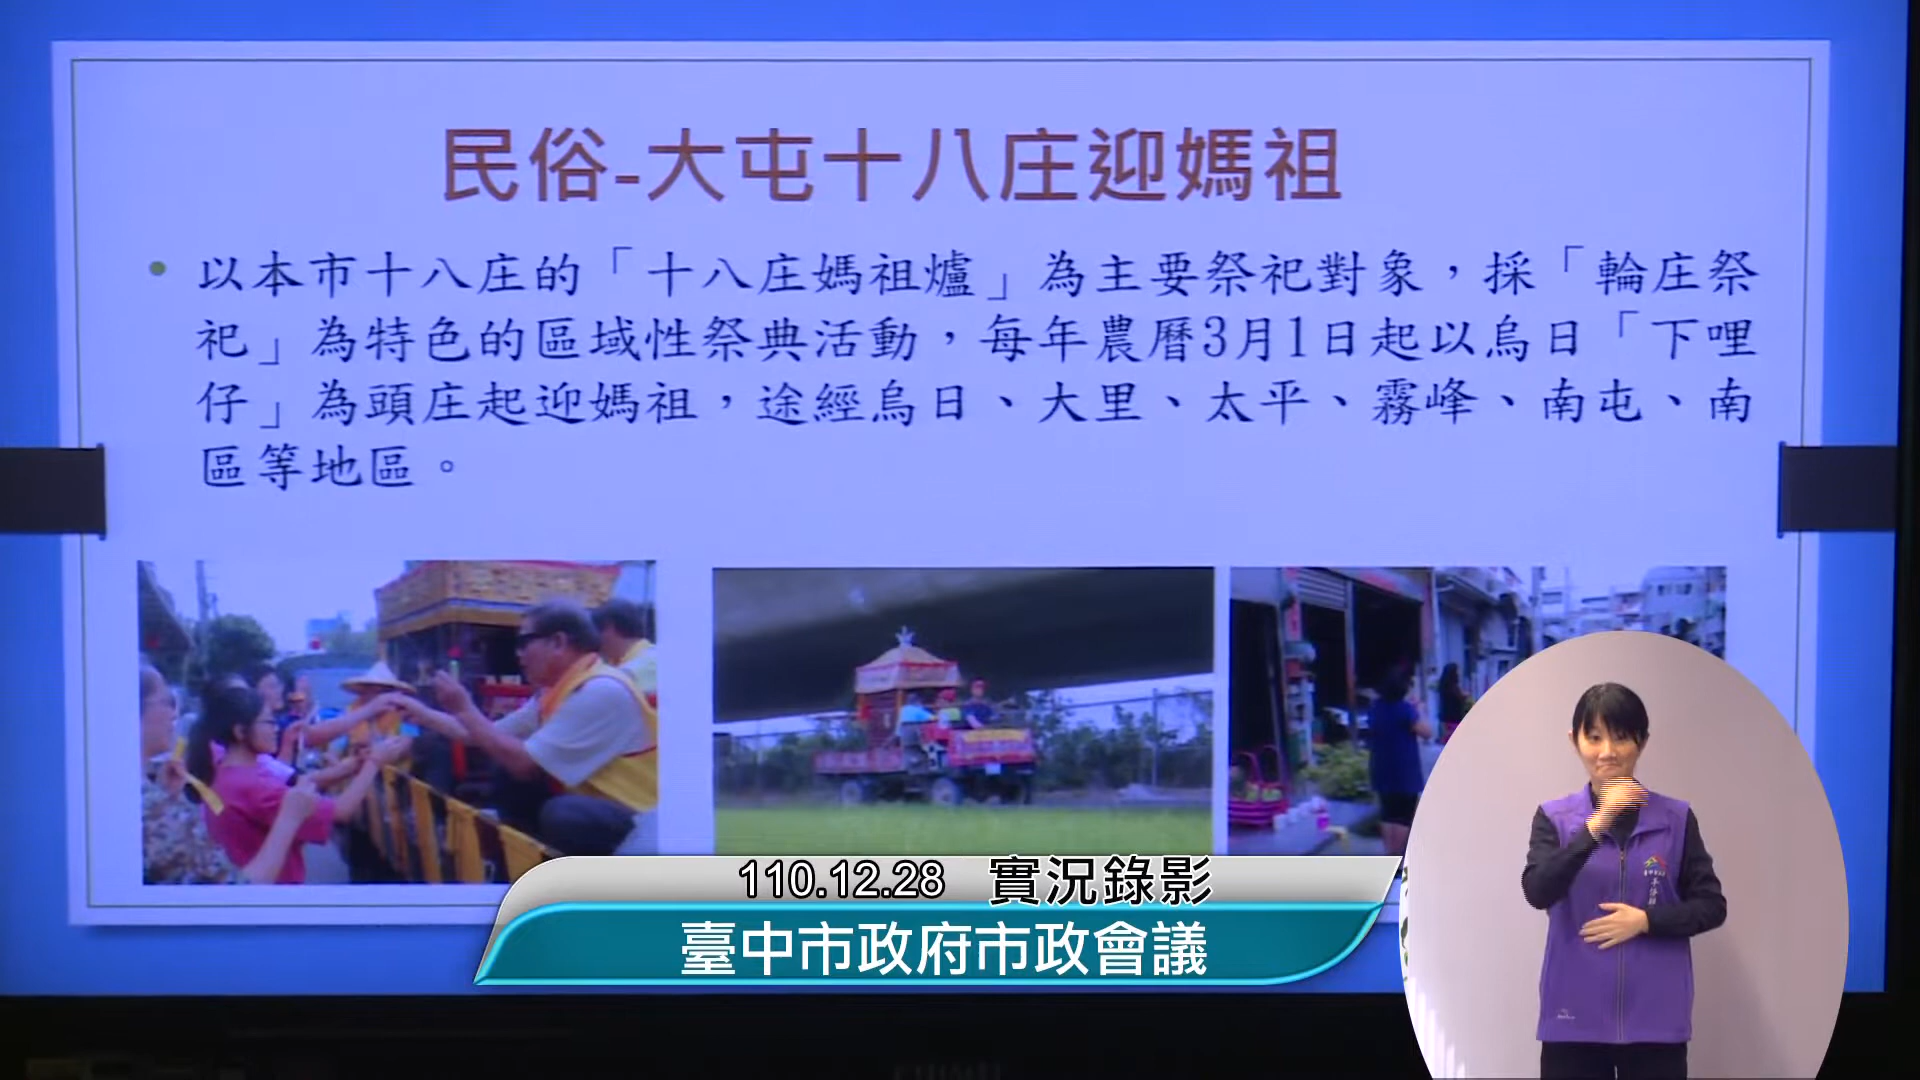 民俗-大屯十八庄迎媽祖
• 以本市十八庄的「十八庄媽祖爐」為主要祭祀對象，採「輪庄祭
祀」為特色的區域性祭典活動，每年農曆3月1日起以烏日「下哩
仔」為頭庄起迎媽祖，途經烏日、大里、太平、霧峰、南屯、南
區等地區。
110.12.28 實況錄影
臺中市政府市政會議